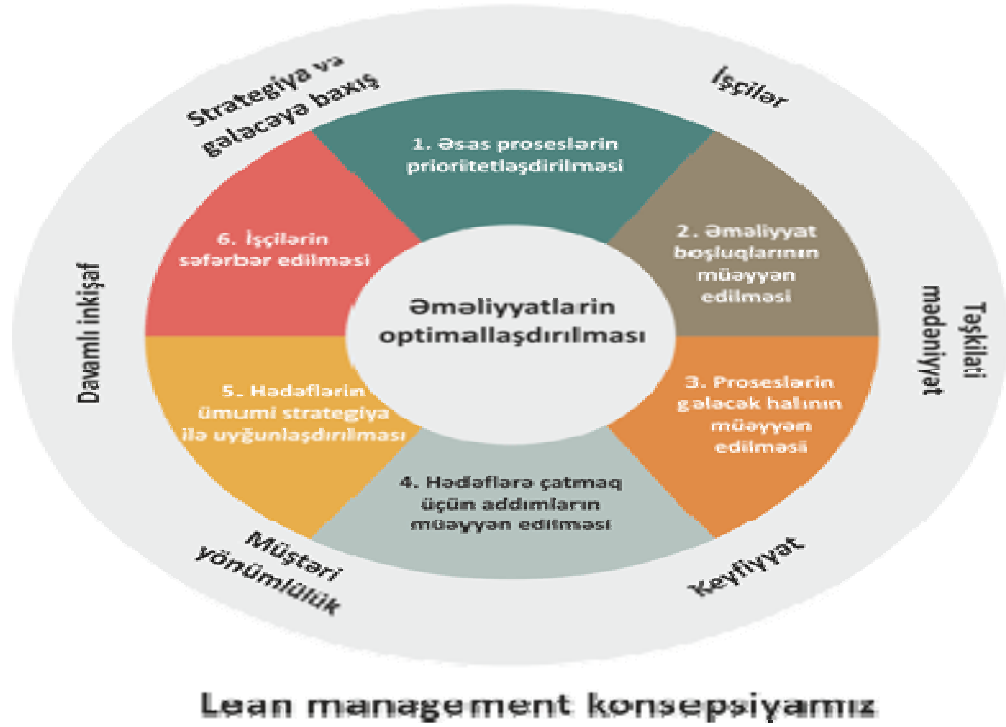 Strategiya və
gələcəyə baxış
İşçilər
1. Əsas proseslərin
prioritetləşdirilməsi
6. İşçilərin
səfərbər edilməsi
2. Əməliyyat
boşluqlarının
müəyyən
edilməsi
Əməliyyatların
optimallaşdırılması
Davamlı inkişaf
Təşkilati
mədəniyyət
5. Hədəflərin
ümumi strategiya
ilə uyğunlaşdırılması
3. Proseslərin
gələcək halının
müəyyən
edilməsi
4. Hədəflərə çatmaq
üçün addımların
müəyyən edilməsi
Müştəri
yönümlülük
Keyfiyyət
Lean management konsepsiyamız